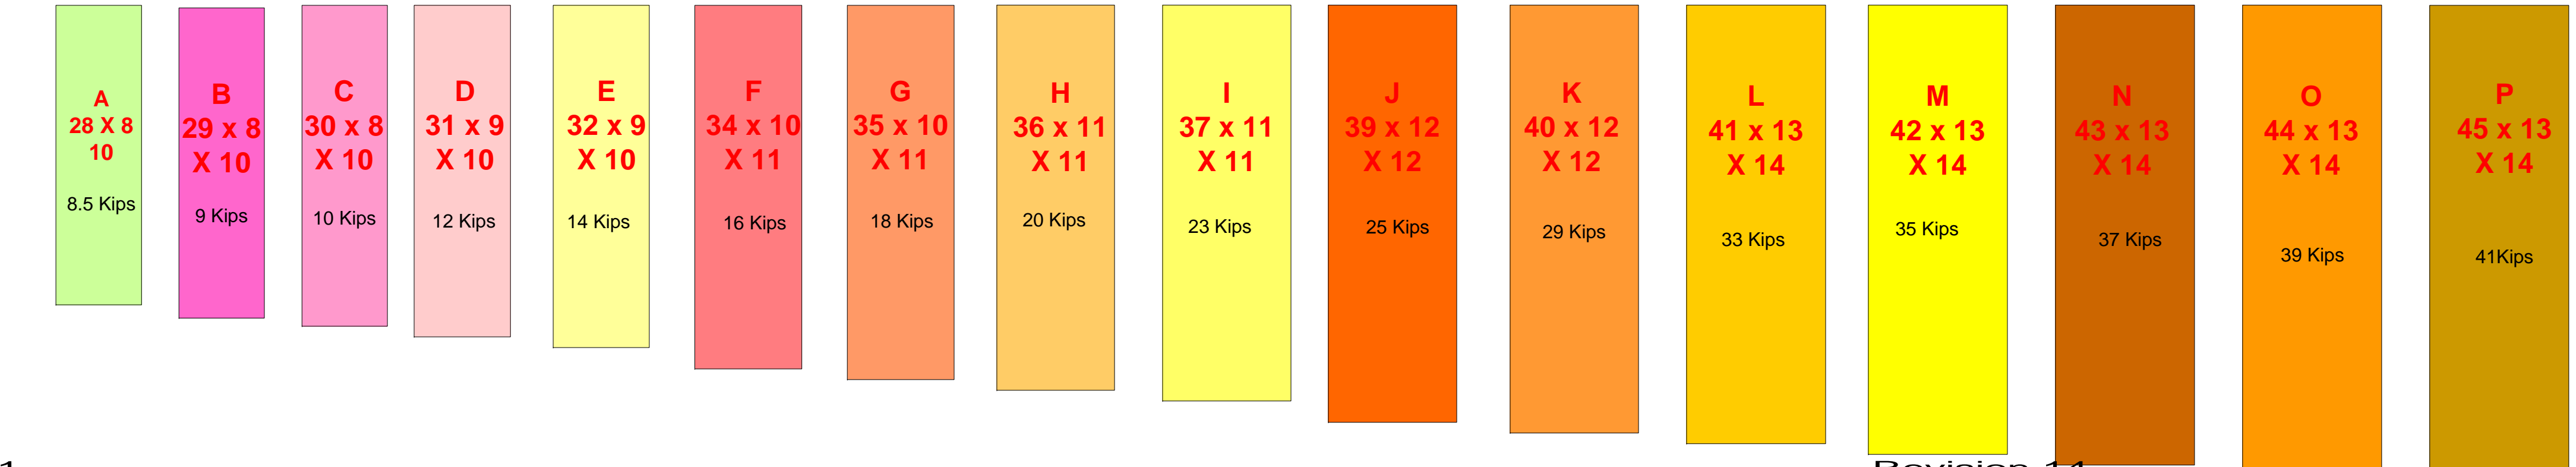 A
28 X 8
10
8.5 Kips
B
29 x 8
X 10
9 Kips
C
30 x 8
X 10
10 Kips
D
31 x 9
X 10
12 Kips
E
32 x 9
X 10
14 Kips
F
34 x 10
X 11
16 Kips
G
35 x 10
X 11
18 Kips
H
36 x 11
X 11
20 Kips
I
37 x 11
X 11
23 Kips
J
39 x 12
X 12
25 Kips
K
40 x 12
X 12
29 Kips
L
41 x 13
X 14
33 Kips
M
42 x 13
X 14
35 Kips
N
43 x 13
X 14
37 Kips
O
44 x 13
X 14
39 Kips
P
45 x 13
X 14
41Kips
Revision